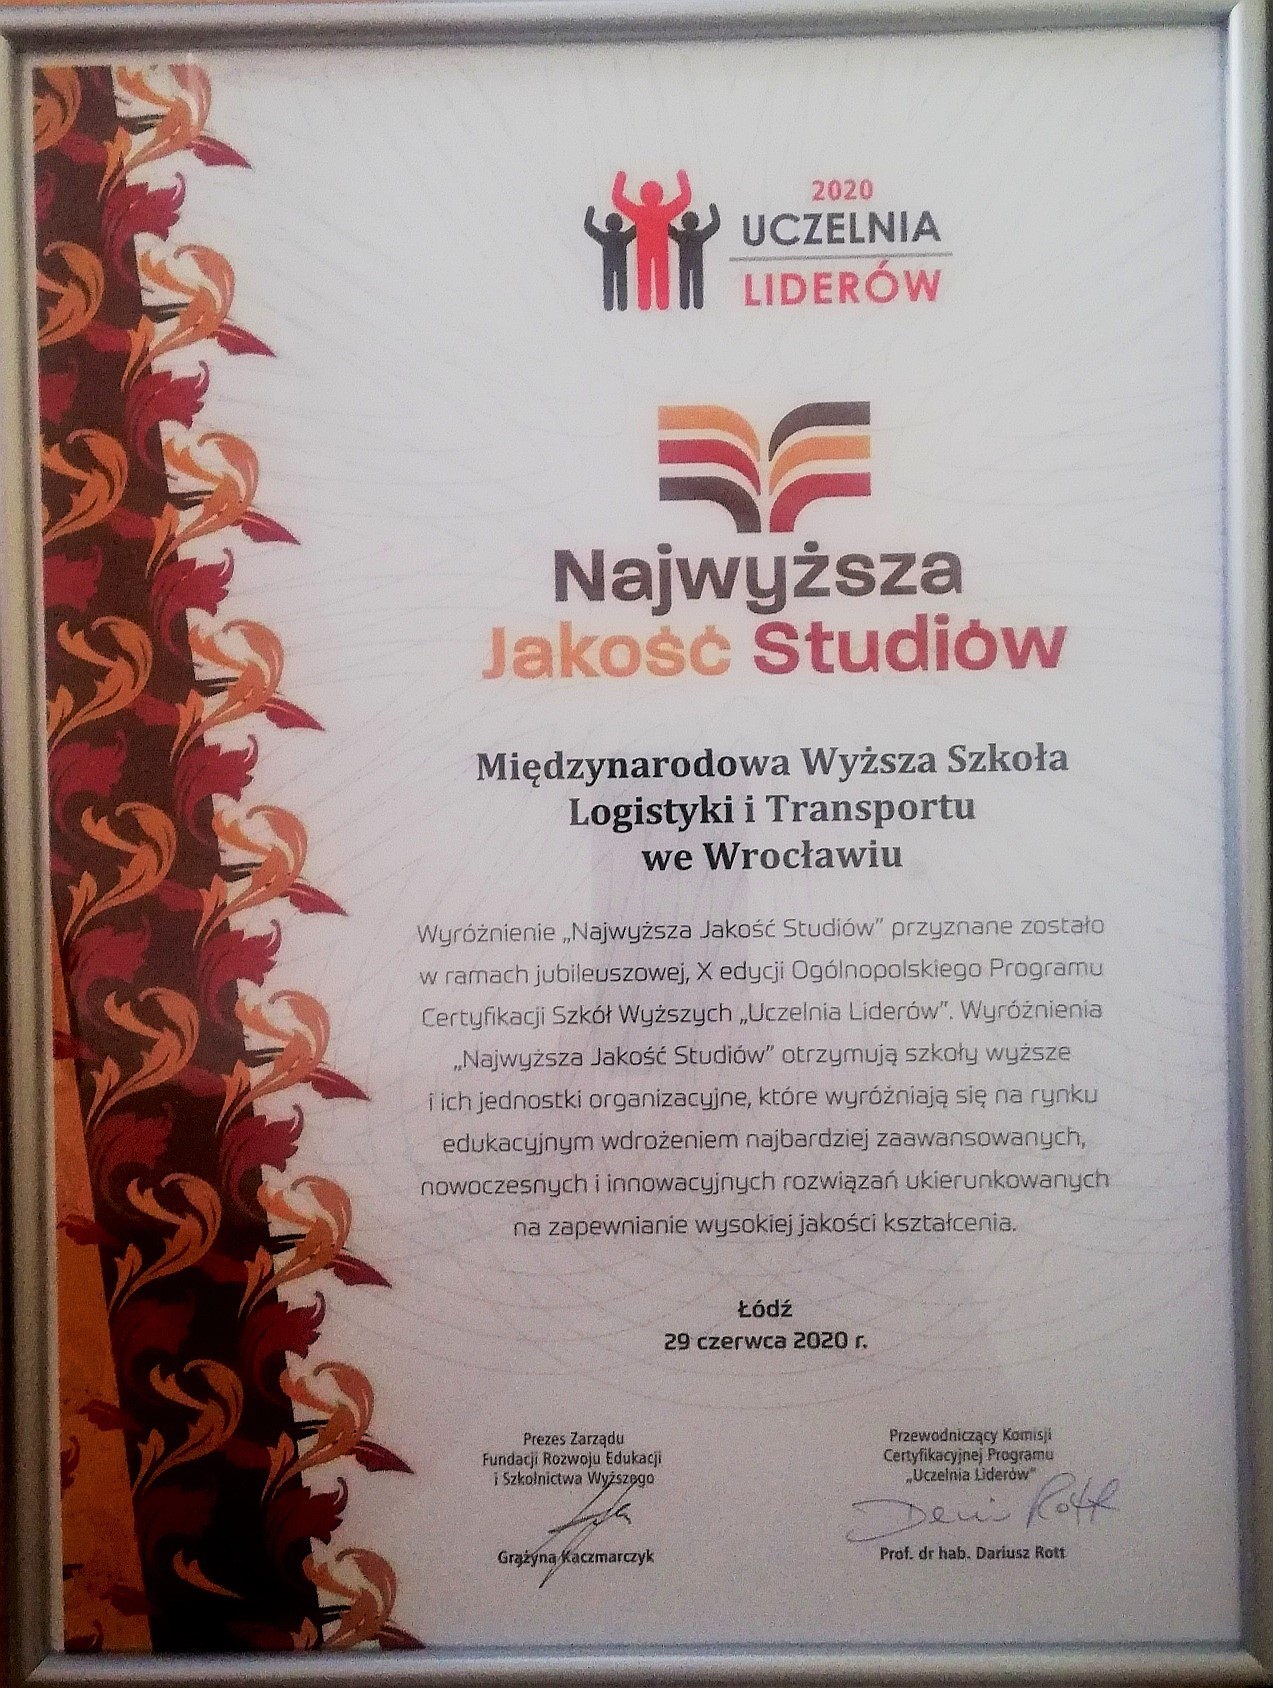 2020
UCZELNIA
LIDERÓW
Najwyższa
Jakość Studiów
Międzynarodowa Wyższa Szkoła
Logistyki i Transportu
we Wrocławiu
Wyróżnienie „Najwyższa Jakość Studiów” przyznane zostało
w ramach jubileuszowej, X edycji Ogólnopolskiego Programu
Certyfikacji Szkół Wyższych „Uczelnia Liderów”. Wyróżnienia
„Najwyższa Jakość Studiów” otrzymują szkoły wyższe
i ich jednostki organizacyjne, które wyróżniają się na rynku
edukacyjnym wdrożeniem najbardziej zaawansowanych,
nowoczesnych i innowacyjnych rozwiązań ukierunkowanych
na zapewnianie wysokiej jakości kształcenia.
Łódź
29 czerwca 2020 r.
Prezes Zarządu
Fundacji Rozwoju Edukacji
i Szkolnictwa Wyższego
Grażyna Kaczmarczyk
Przewodniczący Komisji
Certyfikacyjnej Programu
„Uczelnia Liderów”
Rott
Prof. dr hab. Dariusz Rott